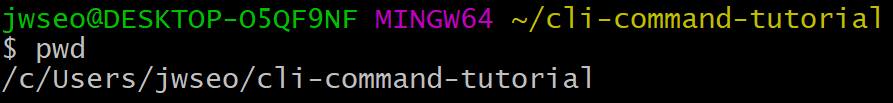 jwseo@DESKTOP-O5QF9NF MINGW64 ~/cli-command-tutorial
$ pwd
/c/Users/jwseo/cli-command-tutorial